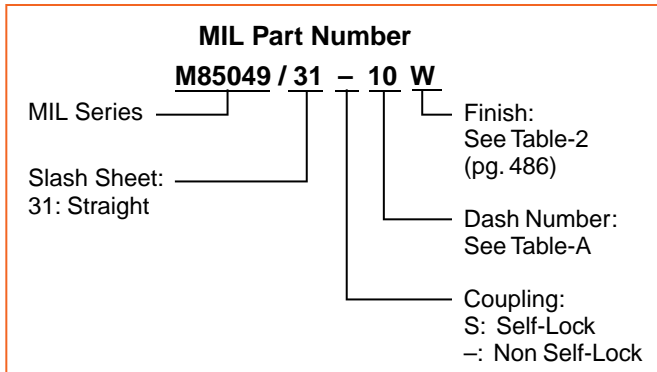 MIL Part Number
M85049 / 31 – 10 W
MIL Series
Slash Sheet:
31: Straight
Finish:
See Table-2
(pg. 486)
Dash Number:
See Table-A
Coupling:
S: Self-Lock
–: Non Self-Lock